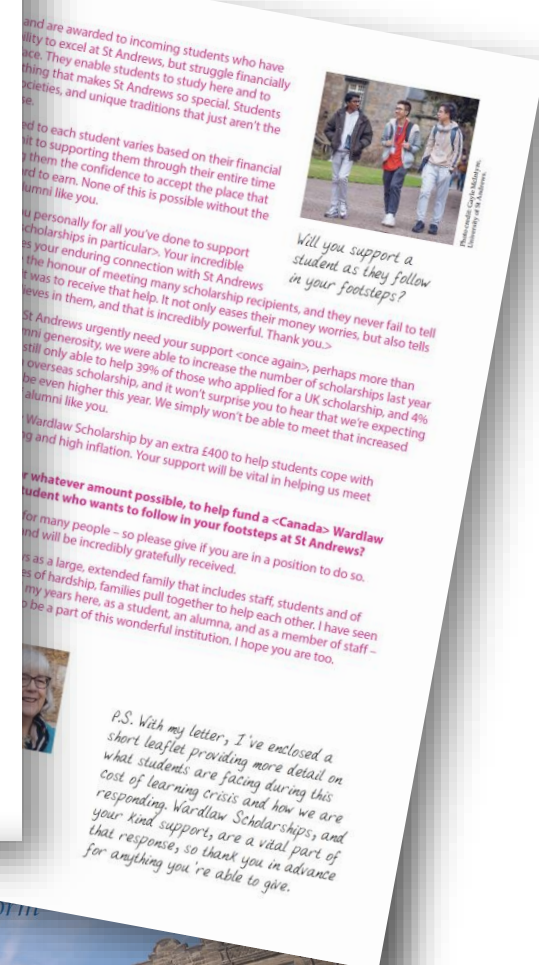 and are awarded to incoming students who have
ility to excel at St Andrews, but struggle financially
ace. They enable students to study here and to
thing that makes St Andrews so special. Students
ocieties, and unique traditions that just aren't the
se.
ed to each student varies based on their financial
nit to supporting them through their entire time
g them the confidence to accept the place that
rd to earn. None of this is possible without the
lumni like you.
u personally for all you've done to support
cholarships in particular>. Your incredible
es your enduring connection with St Andrews
the honour of meeting many scholarship recipients, and they never fail to tell
t was to receive that help. It not only eases their money worries, but also tells
ieves in them, and that is incredibly powerful. Thank you.>
St Andrews urgently need your support <once again>, perhaps more than
mni generosity, we were able to increase the number of scholarships last year
still only able to help 39% of those who applied for a UK scholarship, and 4%
overseas scholarship, and it won't surprise you to hear that we're expecting
be even higher this year. We simply won't be able to meet that increased
alumni like you.
Wardlaw Scholarship by an extra £400 to help students cope with
g and high inflation. Your support will be vital in helping us meet
r whatever amount possible, to help fund a <Canada> Wardlaw
tudent who wants to follow in your footsteps at St Andrews?
for many people – so please give if you are in a position to do so.
nd will be incredibly gratefully received.
s as a large, extended family that includes staff, students and of
es of hardship, families pull together to help each other. I have seen
my years here, as a student, an alumna, and as a member of staff –
o be a part of this wonderful institution. I hope you are too.
Photo credit: Gayle McIntyre,
University of St Andrews.
Will you support a
student as they follow
in your footsteps?
P.S. With my letter, I've enclosed a
short leaflet providing more detail on
what students are facing during this
cost of learning crisis and how we are
responding. Wardlaw Scholarships, and
your kind support, are a vital part of
that response, so thank you in advance
for anything you're able to give.